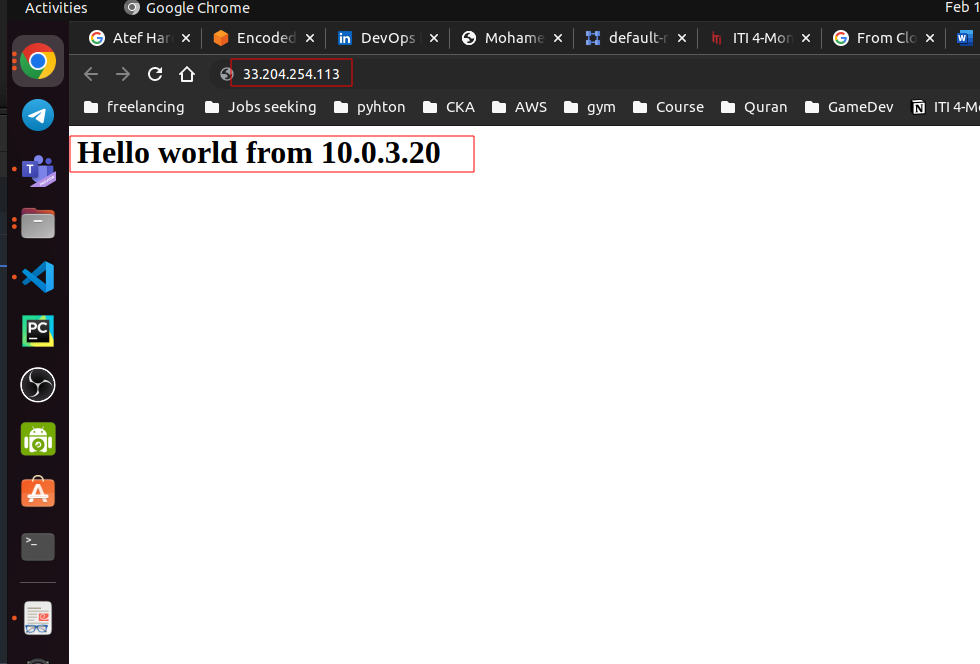 Activities Google Chrome Feb 1
Atef Har Encoded DevOps Mohame default-r ITI 4-Mon From Clo
33.204.254.113
freelancing Jobs seeking pyhton CKA AWS gym Course Quran GameDev ITI 4-Mo
Hello world from 10.0.3.20